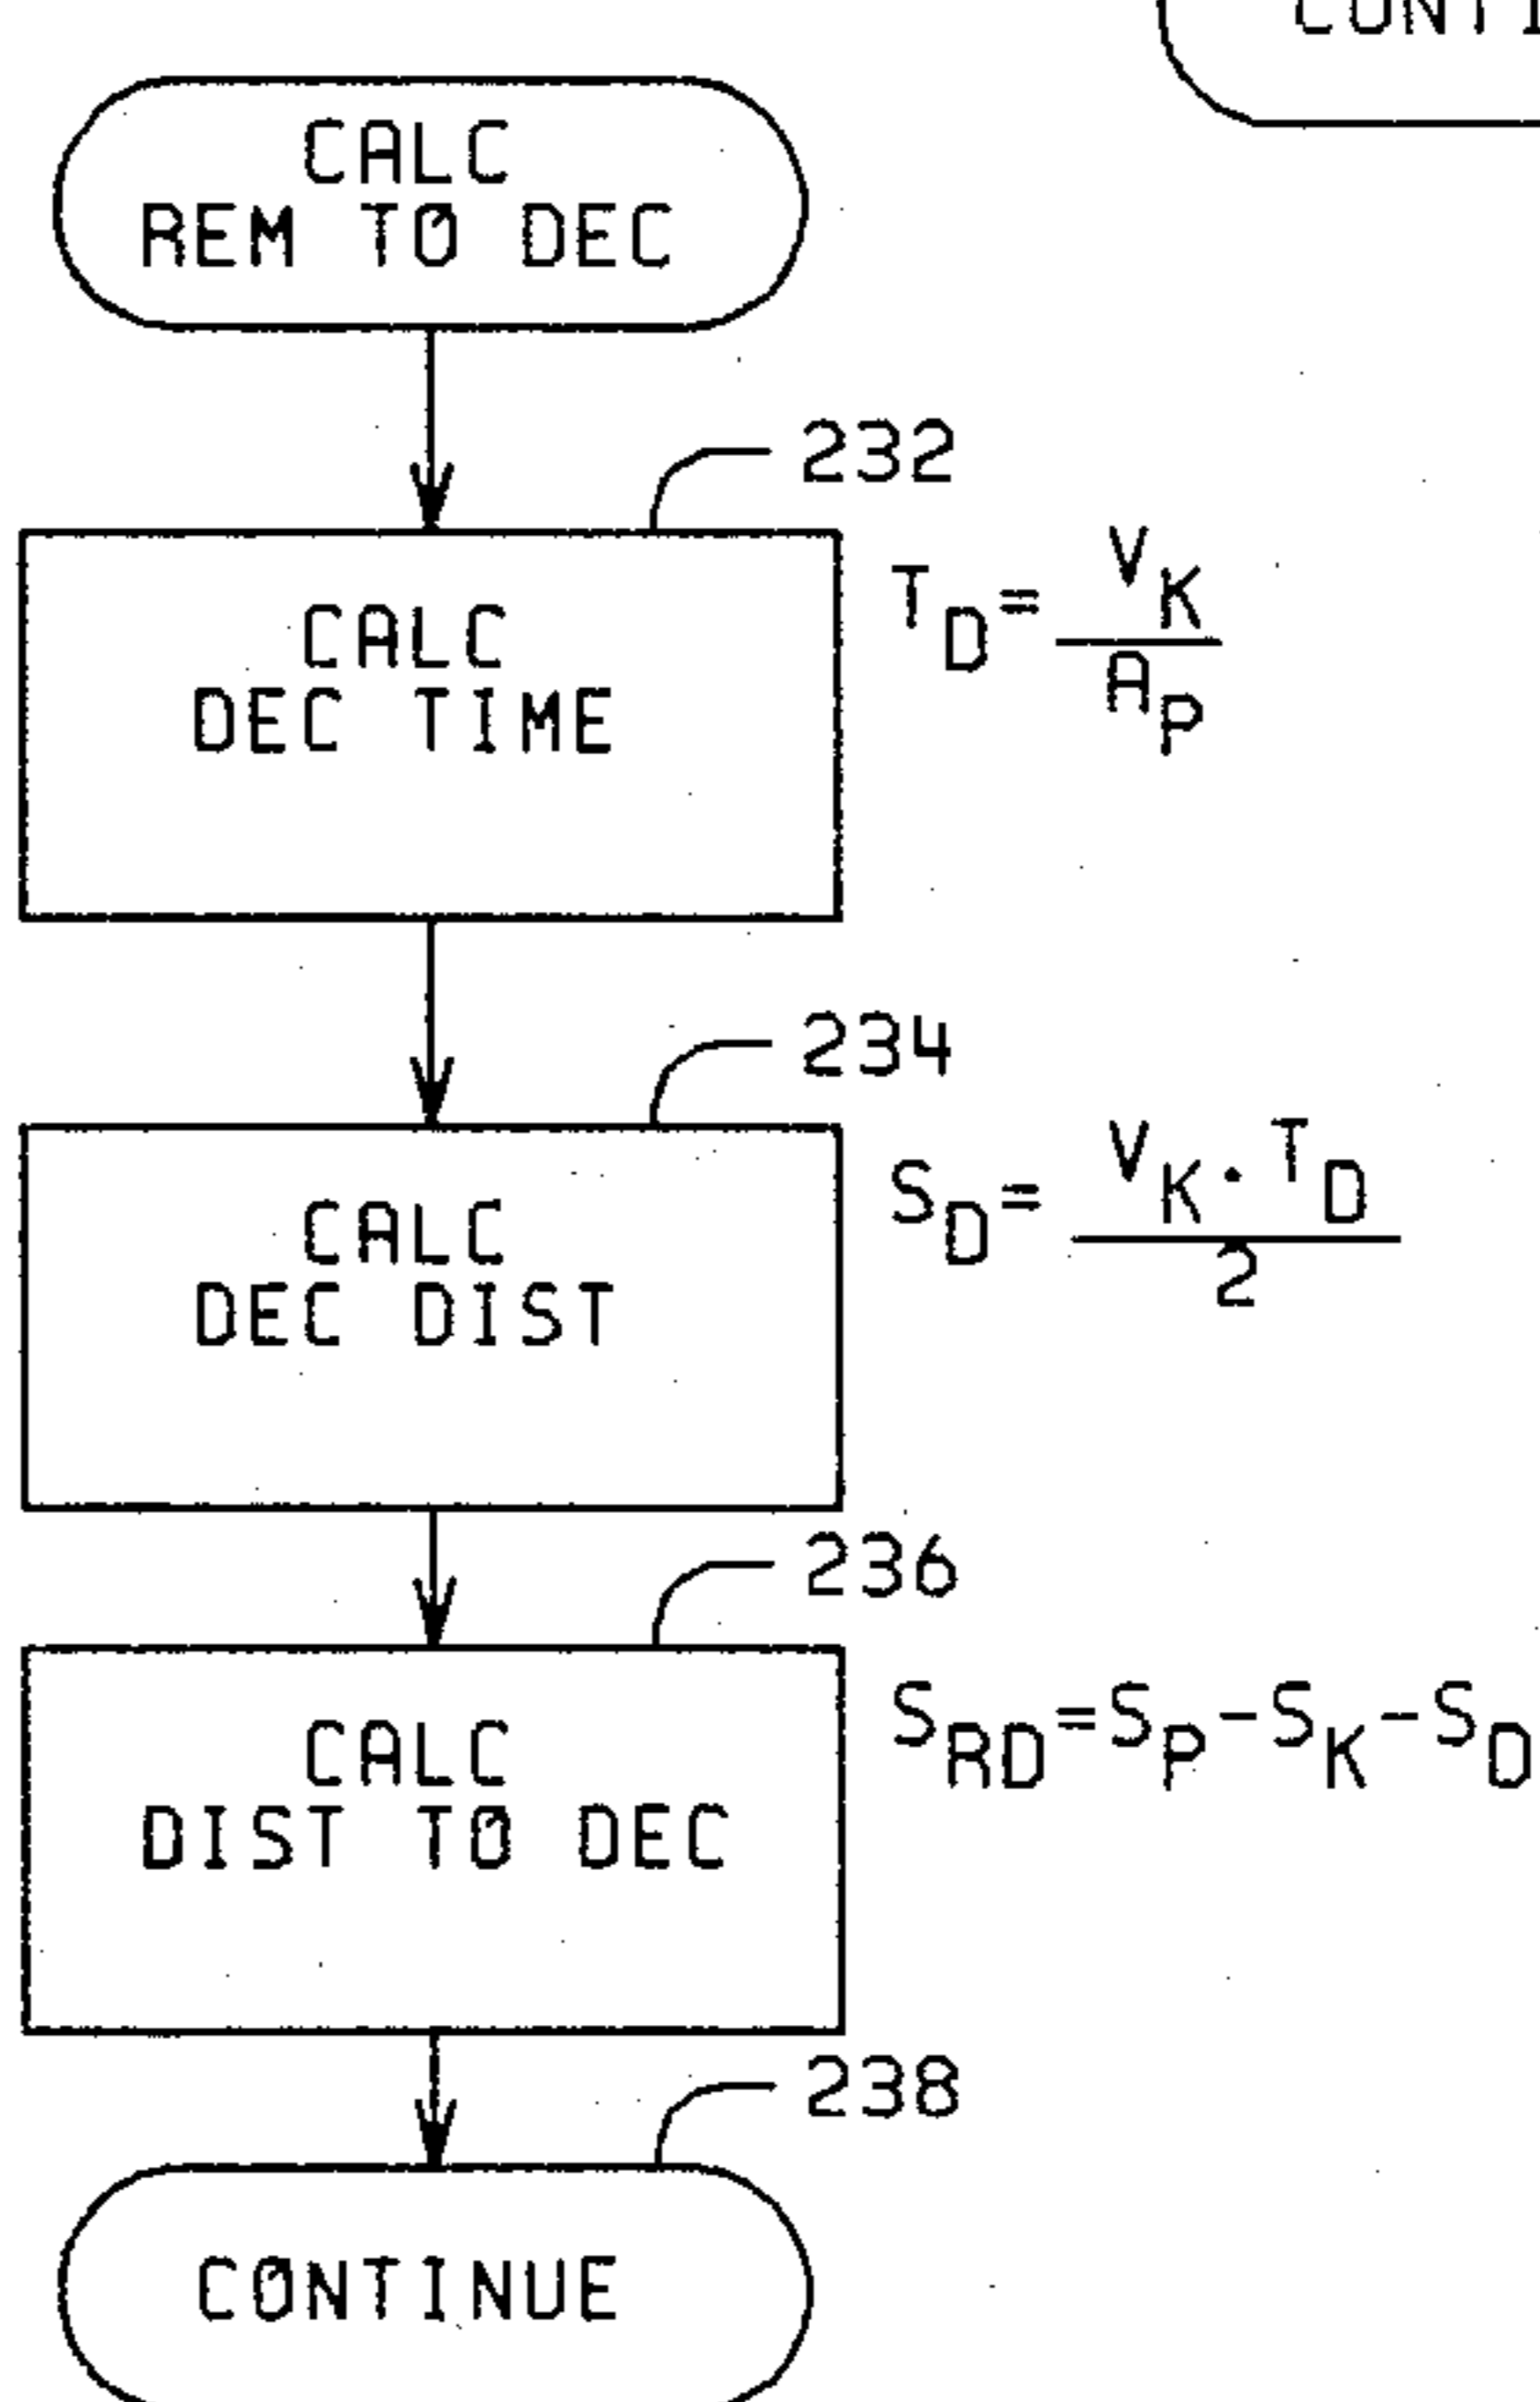 CALC
REM TO DEC
232
CALC
DEC TIME
T_D = V_K / A_P
234
CALC
DEC DIST
S_D = V_K · T_D / 2
236
CALC
DIST TO DEC
S_RD = S_P - S_K - S_D
238
CONTINUE